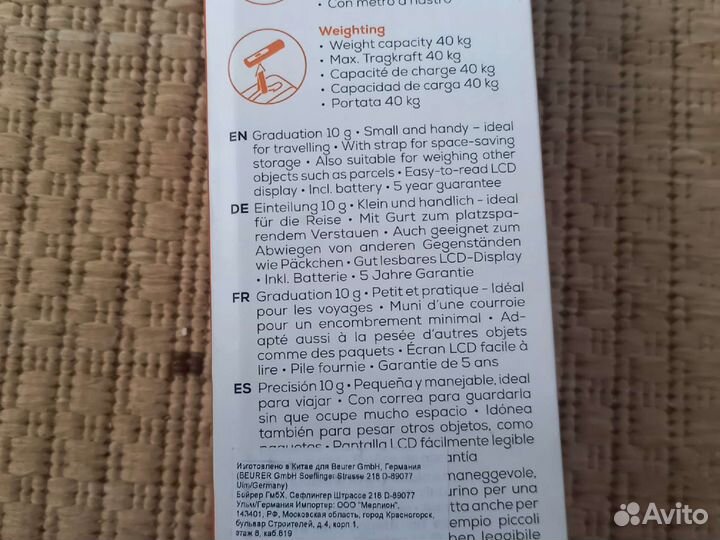 • Con metro a nastro
Weighting
• Weight capacity 40 kg
• Max. Tragkraft 40 kg
• Capacité de charge 40 kg
• Capacidad de carga 40 kg
• Portata 40 kg
EN Graduation 10 g • Small and handy – ideal
for travelling • With strap for space-saving
storage • Also suitable for weighing other
objects such as parcels • Easy-to-read LCD
display • Incl. battery • 5 year guarantee
DE Einteilung 10 g • Klein und handlich - ideal
für die Reise • Mit Gurt zum platzspa-
rendem Verstauen • Auch geeignet zum
Abwiegen von anderen Gegenständen
wie Päckchen • Gut lesbares LCD-Display
• Inkl. Batterie • 5 Jahre Garantie
FR Graduation 10 g • Petit et pratique - Idéal
pour les voyages • Muni d'une courroie
pour un encombrement minimal • Ad-
apté aussi à la pesée d'autres objets
comme des paquets • Écran LCD facile à
lire • Pile fournie • Garantie de 5 ans
ES Precisión 10 g • Pequeña y manejable, ideal
para viajar • Con correa para guardarla
sin que ocupe mucho espacio • Idónea
también para pesar otros objetos, como
paquetes • Pantalla LCD fácilmente legible
antía
maneggevole,
urino per una
tta anche per
empio piccoli
ben leggibile
Изготовлено в Китае для Beurer GmbH, Германия
(BEURER GmbH Soeflinger Strasse 218 D-89077
Ulm/Germany)
Бойрер ГмбХ, Сефлингер Штрассе 218 D-89077
Ульм/Германия Импортер: ООО "Мерлион",
143401, РФ, Московская область, город Красногорск,
бульвар Строителей, д.4, корп 1,
этаж 8, каб.819
Avito